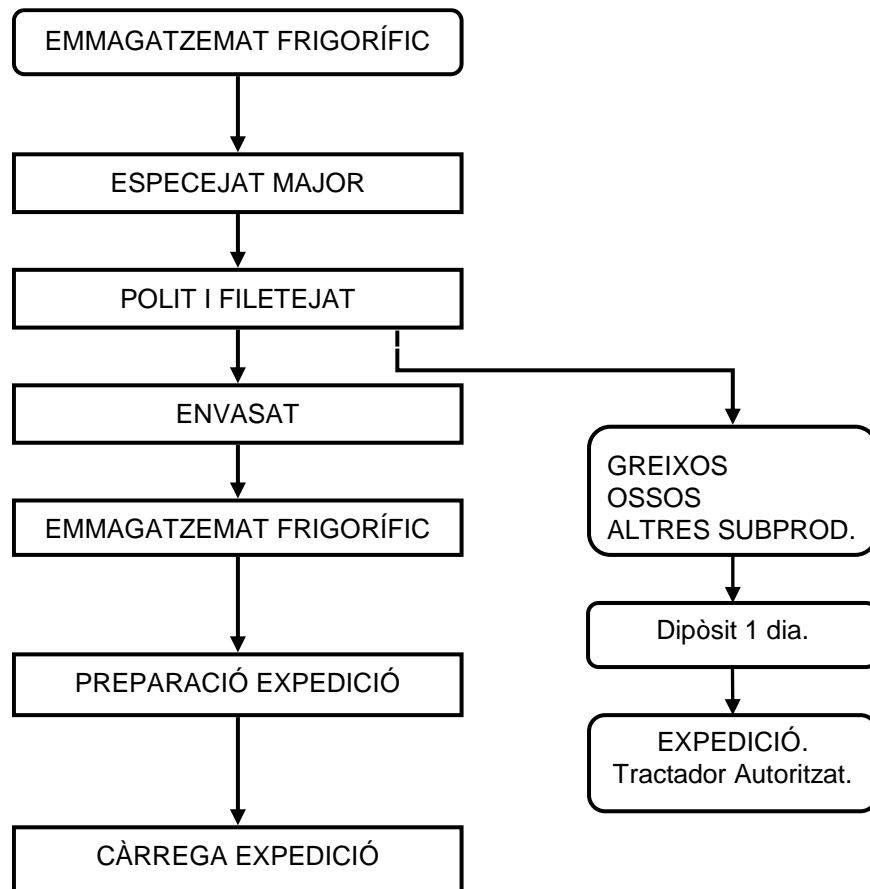 EMMAGATZEMAT FRIGORÍFIC
ESPECEJAT MAJOR
POLIT I FILETEJAT
ENVASAT
EMMAGATZEMAT FRIGORÍFIC
PREPARACIÓ EXPEDICIÓ
CÀRREGA EXPEDICIÓ
GREIXOS
OSSOS
ALTRES SUBPROD.
Dipòsit 1 dia.
EXPEDICIÓ.
Tractador Autoritzat.